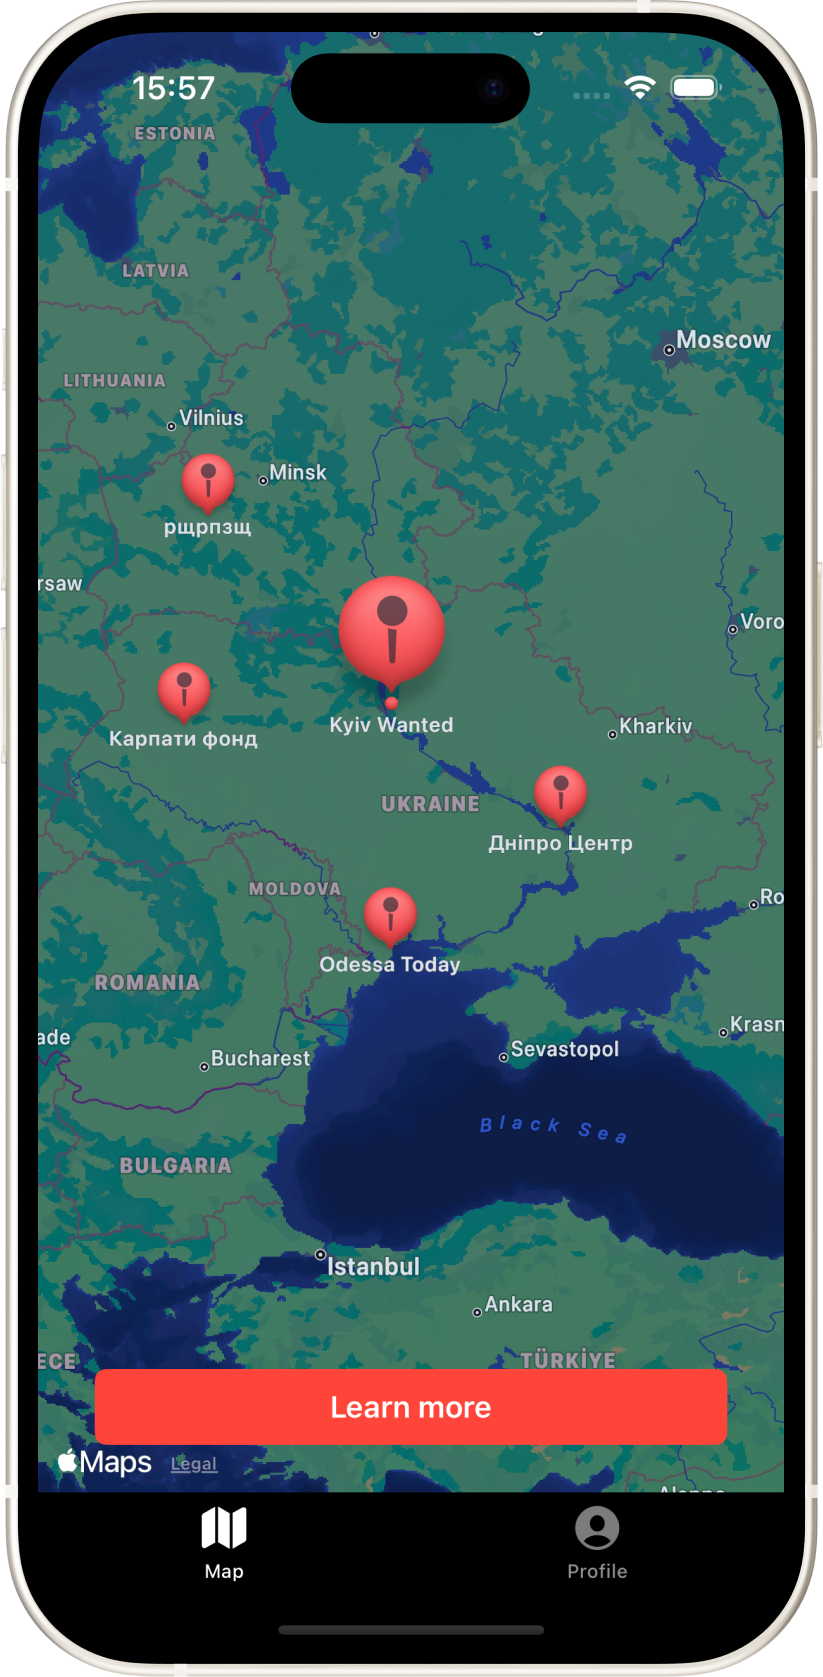 15:57
ESTONIA
LATVIA
Moscow
LITHUANIA
Vilnius
Minsk
рщрпзщ
rsaw
Voro
Kyiv Wanted
Kharkiv
Карпати фонд
UKRAINE
Дніпро Центр
MOLDOVA
Ro
Odessa Today
ROMANIA
Krasn
ade
Sevastopol
Bucharest
Black Sea
BULGARIA
Istanbul
Ankara
ECE
TÜRKİYE
Learn more
Maps Legal
Map
Profile